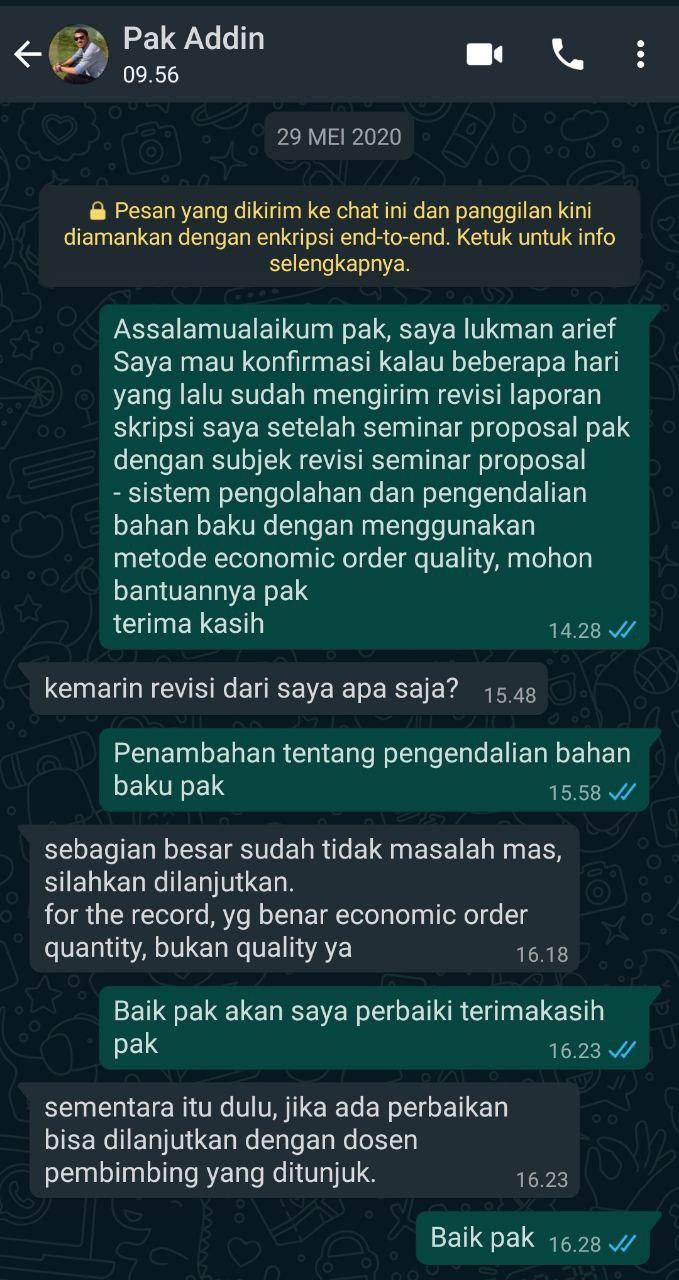 Pak Addin
09.56
29 MEI 2020
Pesan yang dikirim ke chat ini dan panggilan kini
diamankan dengan enkripsi end-to-end. Ketuk untuk info
selengkapnya.
Assalamualaikum pak, saya lukman arief
Saya mau konfirmasi kalau beberapa hari
yang lalu sudah mengirim revisi laporan
skripsi saya setelah seminar proposal pak
dengan subjek revisi seminar proposal
- sistem pengolahan dan pengendalian
bahan baku dengan menggunakan
metode economic order quality, mohon
bantuannya pak
terima kasih
14.28
kemarin revisi dari saya apa saja?
15.48
Penambahan tentang pengendalian bahan
baku pak
15.58
sebagian besar sudah tidak masalah mas,
silahkan dilanjutkan.
for the record, yg benar economic order
quantity, bukan quality ya
16.18
Baik pak akan saya perbaiki terimakasih
pak
16.23
sementara itu dulu, jika ada perbaikan
bisa dilanjutkan dengan dosen
pembimbing yang ditunjuk.
16.23
Baik pak
16.28